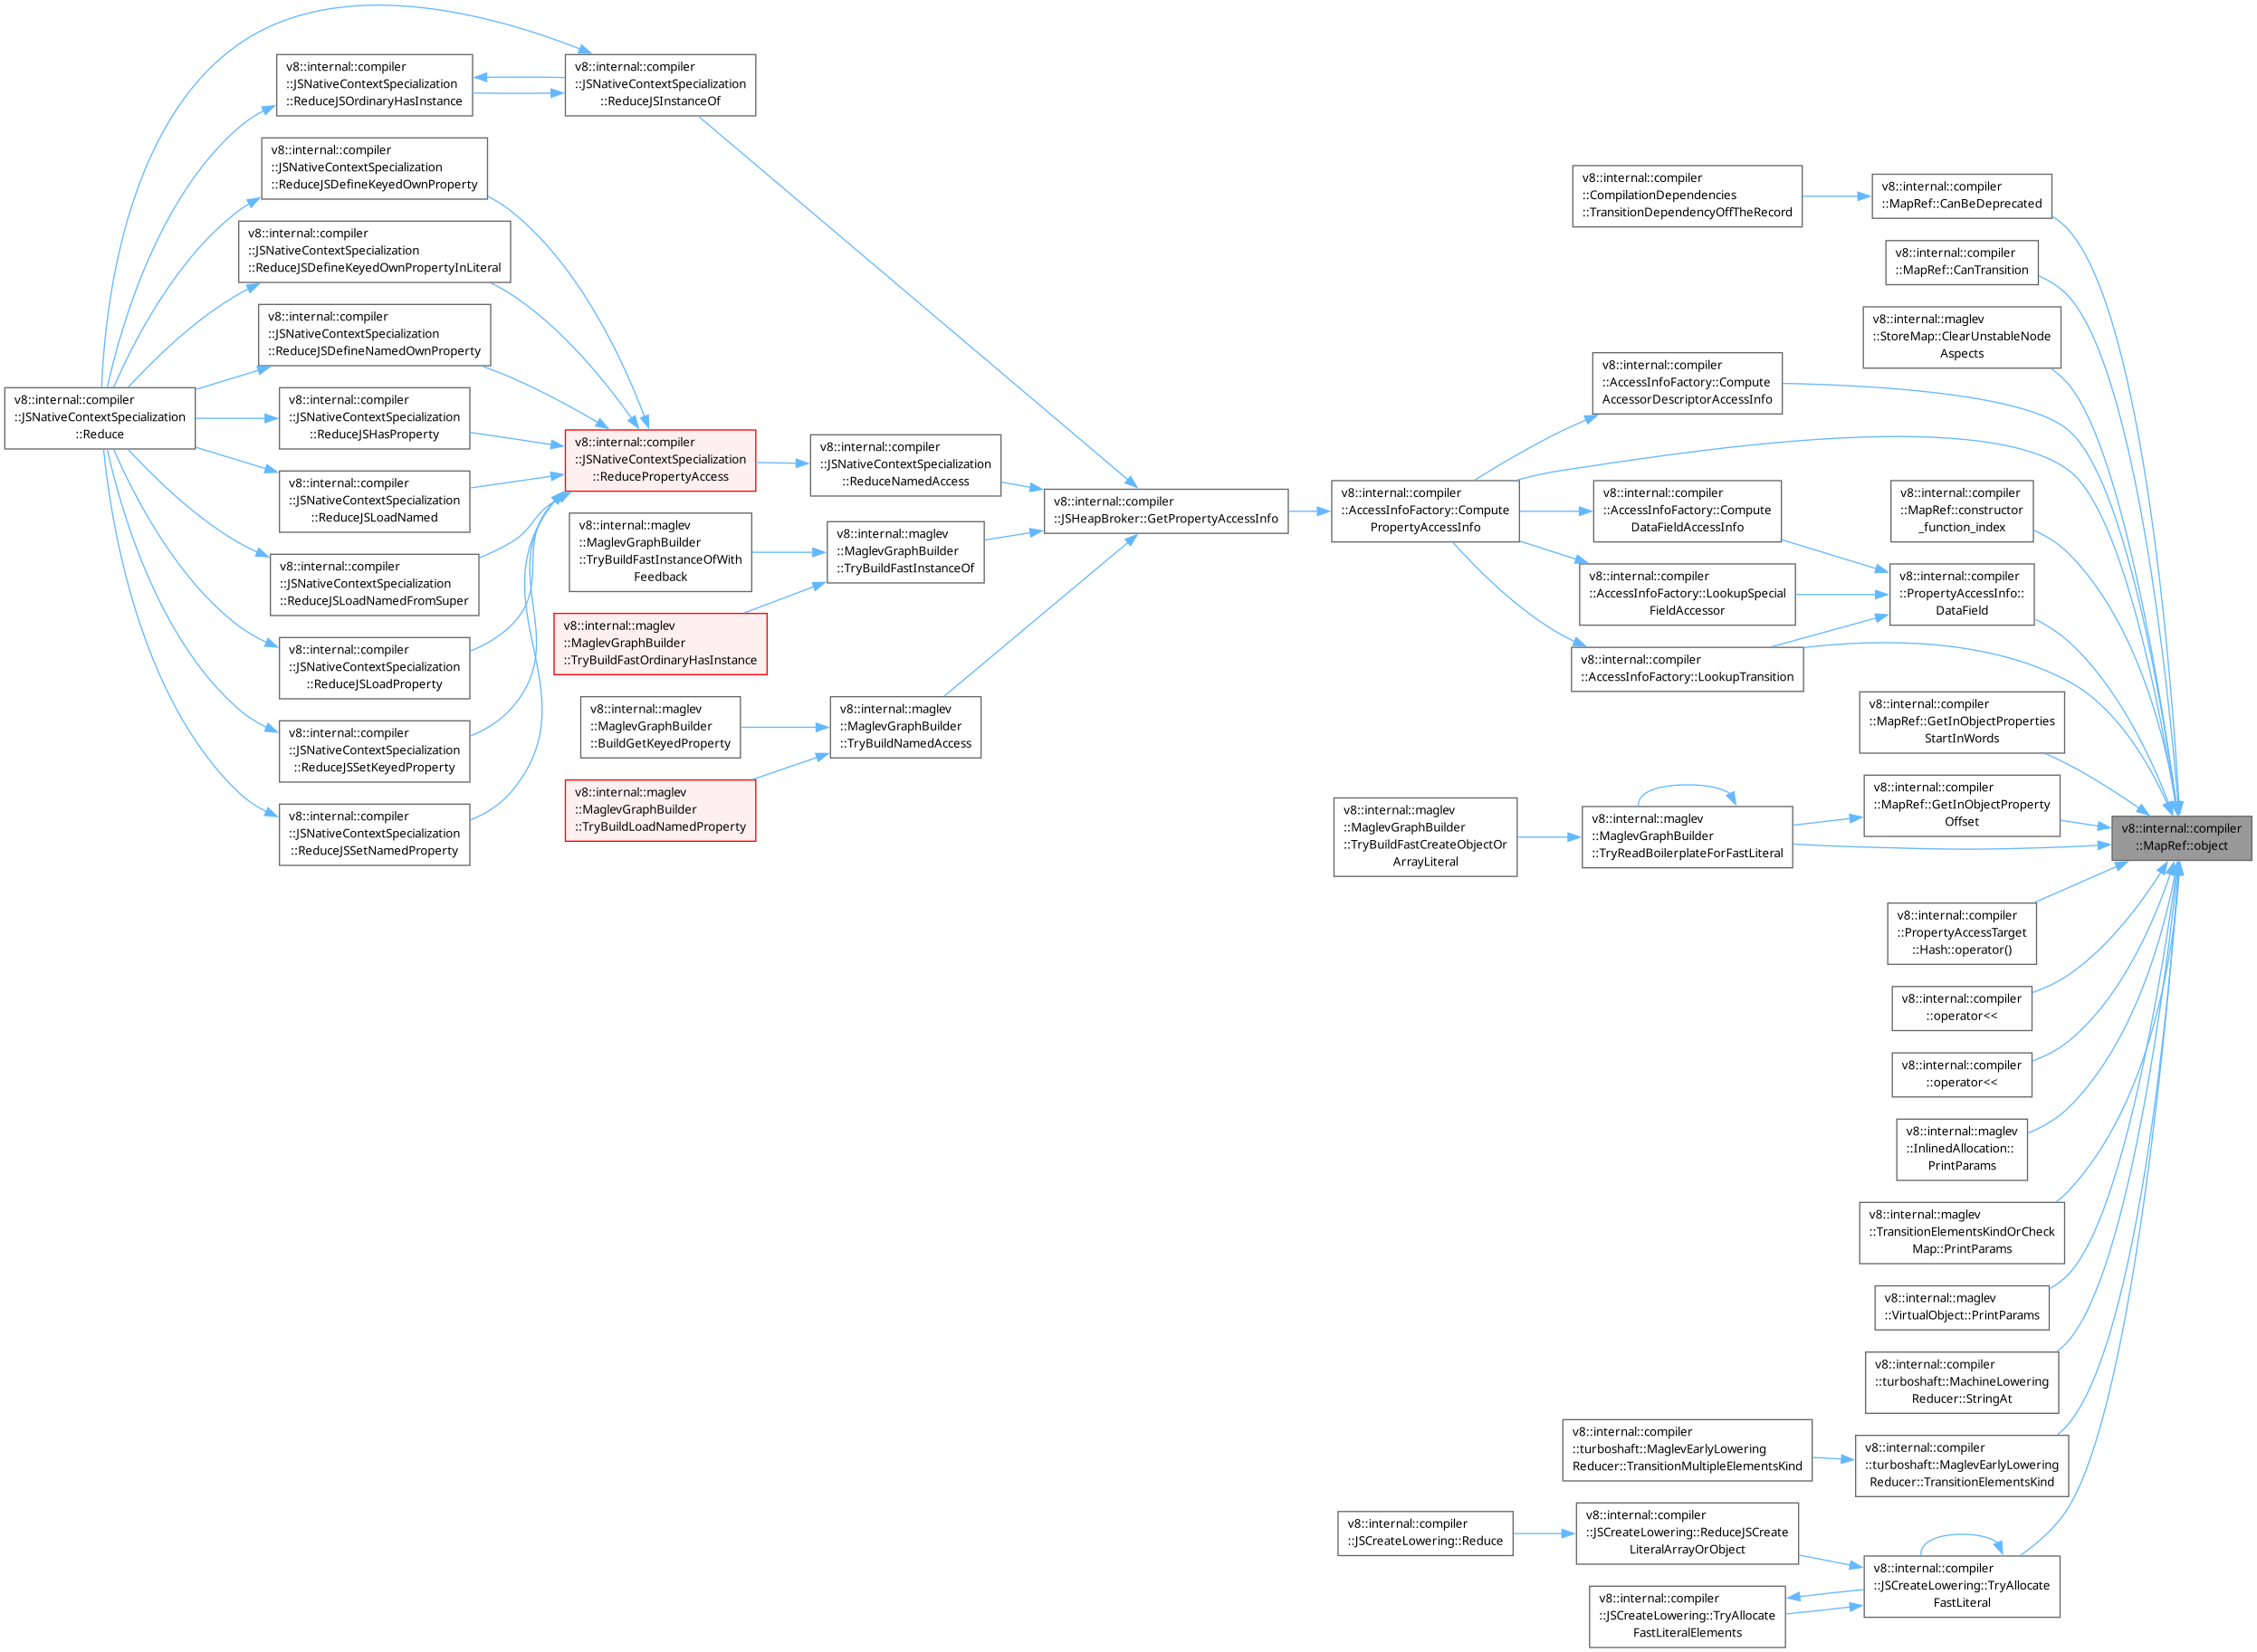 v8::internal::compiler
::JSNativeContextSpecialization
::Reduce
v8::internal::compiler
::JSNativeContextSpecialization
::ReduceJSOrdinaryHasInstance
v8::internal::compiler
::JSNativeContextSpecialization
::ReduceJSDefineKeyedOwnProperty
v8::internal::compiler
::JSNativeContextSpecialization
::ReduceJSDefineKeyedOwnPropertyInLiteral
v8::internal::compiler
::JSNativeContextSpecialization
::ReduceJSDefineNamedOwnProperty
v8::internal::compiler
::JSNativeContextSpecialization
::ReduceJSHasProperty
v8::internal::compiler
::JSNativeContextSpecialization
::ReduceJSLoadNamed
v8::internal::compiler
::JSNativeContextSpecialization
::ReduceJSLoadNamedFromSuper
v8::internal::compiler
::JSNativeContextSpecialization
::ReduceJSLoadProperty
v8::internal::compiler
::JSNativeContextSpecialization
::ReduceJSSetKeyedProperty
v8::internal::compiler
::JSNativeContextSpecialization
::ReduceJSSetNamedProperty
v8::internal::compiler
::JSNativeContextSpecialization
::ReduceJSInstanceOf
v8::internal::compiler
::JSNativeContextSpecialization
::ReducePropertyAccess
v8::internal::maglev
::MaglevGraphBuilder
::TryBuildFastInstanceOfWith
Feedback
v8::internal::maglev
::MaglevGraphBuilder
::TryBuildFastOrdinaryHasInstance
v8::internal::maglev
::MaglevGraphBuilder
::BuildGetKeyedProperty
v8::internal::maglev
::MaglevGraphBuilder
::TryBuildLoadNamedProperty
v8::internal::compiler
::JSNativeContextSpecialization
::ReduceNamedAccess
v8::internal::maglev
::MaglevGraphBuilder
::TryBuildFastInstanceOf
v8::internal::maglev
::MaglevGraphBuilder
::TryBuildNamedAccess
v8::internal::compiler
::JSHeapBroker::GetPropertyAccessInfo
v8::internal::compiler
::AccessInfoFactory::Compute
PropertyAccessInfo
v8::internal::maglev
::MaglevGraphBuilder
::TryBuildFastCreateObjectOr
ArrayLiteral
v8::internal::compiler
::JSCreateLowering::Reduce
v8::internal::compiler
::CompilationDependencies
::TransitionDependencyOffTheRecord
v8::internal::compiler
::AccessInfoFactory::Compute
AccessorDescriptorAccessInfo
v8::internal::compiler
::AccessInfoFactory::Compute
DataFieldAccessInfo
v8::internal::compiler
::AccessInfoFactory::LookupSpecial
FieldAccessor
v8::internal::compiler
::AccessInfoFactory::LookupTransition
v8::internal::maglev
::MaglevGraphBuilder
::TryReadBoilerplateForFastLiteral
v8::internal::compiler
::turboshaft::MaglevEarlyLowering
Reducer::TransitionMultipleElementsKind
v8::internal::compiler
::JSCreateLowering::ReduceJSCreate
LiteralArrayOrObject
v8::internal::compiler
::JSCreateLowering::TryAllocate
FastLiteralElements
v8::internal::compiler
::MapRef::CanBeDeprecated
v8::internal::compiler
::MapRef::CanTransition
v8::internal::maglev
::StoreMap::ClearUnstableNode
Aspects
v8::internal::compiler
::MapRef::constructor
_function_index
v8::internal::compiler
::PropertyAccessInfo::
DataField
v8::internal::compiler
::MapRef::GetInObjectProperties
StartInWords
v8::internal::compiler
::MapRef::GetInObjectProperty
Offset
v8::internal::compiler
::PropertyAccessTarget
::Hash::operator()
v8::internal::compiler
::operator<<
v8::internal::compiler
::operator<<
v8::internal::maglev
::InlinedAllocation::
PrintParams
v8::internal::maglev
::TransitionElementsKindOrCheck
Map::PrintParams
v8::internal::maglev
::VirtualObject::PrintParams
v8::internal::compiler
::turboshaft::MachineLowering
Reducer::StringAt
v8::internal::compiler
::turboshaft::MaglevEarlyLowering
Reducer::TransitionElementsKind
v8::internal::compiler
::JSCreateLowering::TryAllocate
FastLiteral
v8::internal::compiler
::MapRef::object